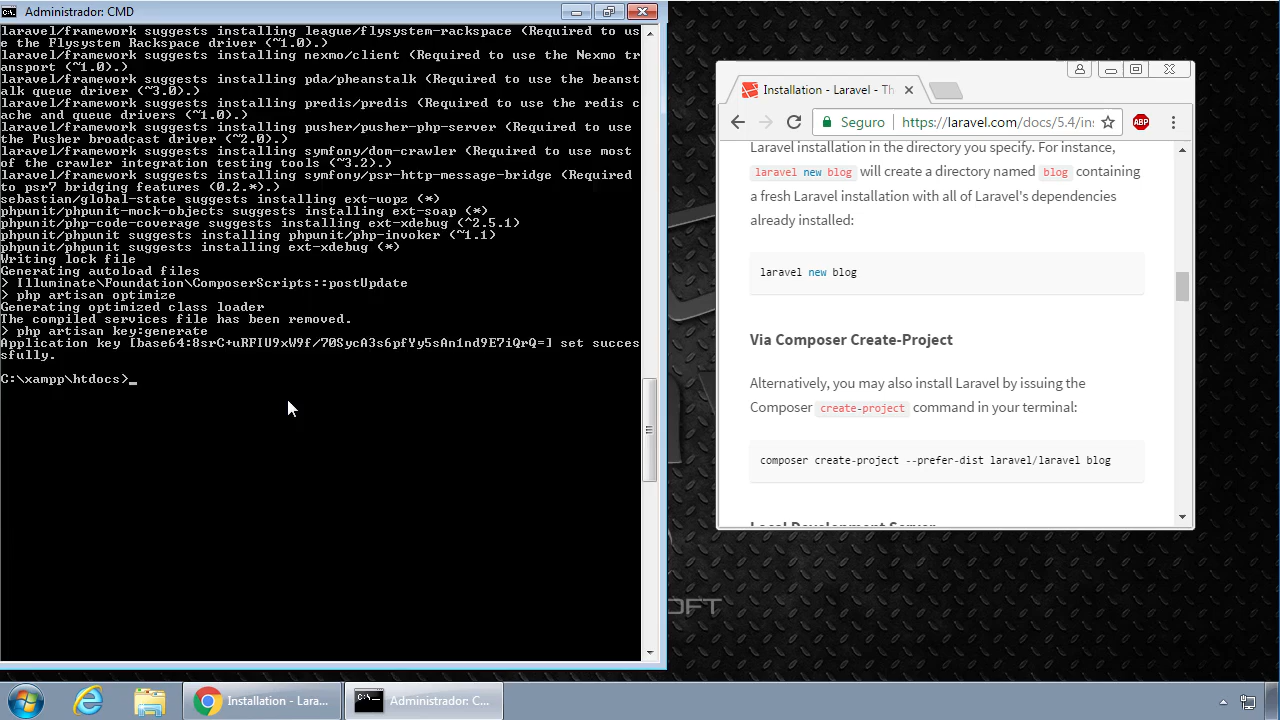 Administrador: CMD
laravel/framework suggests installing league/flysystem-rackspace (Required to us
e the Flysystem Rackspace driver (~1.0).)
laravel/framework suggests installing nexmo/client (Required to use the Nexmo tr
ansport (~1.0).)
laravel/framework suggests installing pda/pheanstalk (Required to use the beanst
alk queue driver (~3.0).)
laravel/framework suggests installing predis/predis (Required to use the redis c
ache and queue drivers (~1.0).)
laravel/framework suggests installing pusher/pusher-php-server (Required to use
the Pusher broadcast driver (~2.0).)
laravel/framework suggests installing symfony/dom-crawler (Required to use most
of the crawler integration testing tools (~3.2).)
laravel/framework suggests installing symfony/psr-http-message-bridge (Required
to psr7 bridging features (0.2.*).)
sebastian/global-state suggests installing ext-uopz (*)
phpunit/phpunit-mock-objects suggests installing ext-soap (*)
phpunit/php-code-coverage suggests installing ext-xdebug (^2.5.1)
phpunit/phpunit suggests installing phpunit/php-invoker (~1.1)
phpunit/phpunit suggests installing ext-xdebug (*)
Writing lock file
Generating autoload files
> Illuminate\Foundation\ComposerScripts::postUpdate
> php artisan optimize
Generating optimized class loader
The compiled services file has been removed.
> php artisan key:generate
Application key [base64:8srC+uRFIU9xW9f/70SycA3s6pfYy5sAn1nd9E7iQrQ=] set succes
sfully.
C:\xampp\htdocs>_
Installation - Laravel - Th
Seguro
https://laravel.com/docs/5.4/ins
ABP
Laravel installation in the directory you specify. For instance,
laravel new blog will create a directory named blog containing
a fresh Laravel installation with all of Laravel's dependencies
already installed:
laravel new blog
Via Composer Create-Project
Alternatively, you may also install Laravel by issuing the
Composer create-project command in your terminal:
composer create-project --prefer-dist laravel/laravel blog
Local Development Server
OFT
Installation - Lara...
Administrador: C...